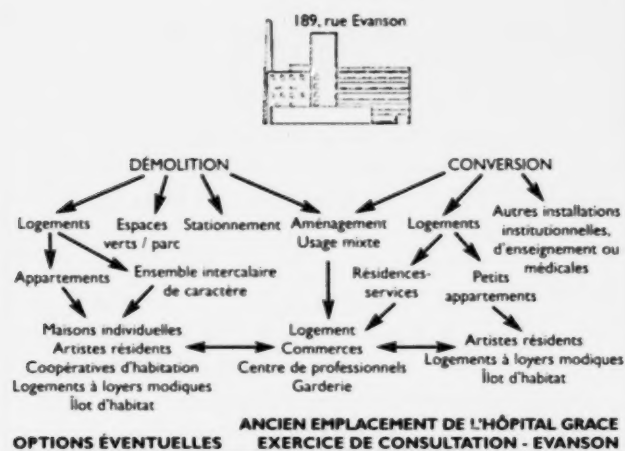 189, rue Evanson
DÉMOLITION
CONVERSION
Logements
Espaces
verts / parc
Stationnement
Aménagement
Usage mixte
Logements
Autres installations
institutionnelles,
d'enseignement ou
médicales
Appartements
Ensemble intercalaire
de caractère
Résidences-
services
Petits
appartements
Maisons individuelles
Artistes résidents
Coopératives d'habitation
Logements à loyers modiques
Îlot d'habitat
Logement
Commerces
Centre de professionnels
Garderie
Artistes résidents
Logements à loyers modiques
Îlot d'habitat
OPTIONS ÉVENTUELLES
ANCIEN EMPLACEMENT DE L'HÔPITAL GRACE
EXERCICE DE CONSULTATION - EVANSON